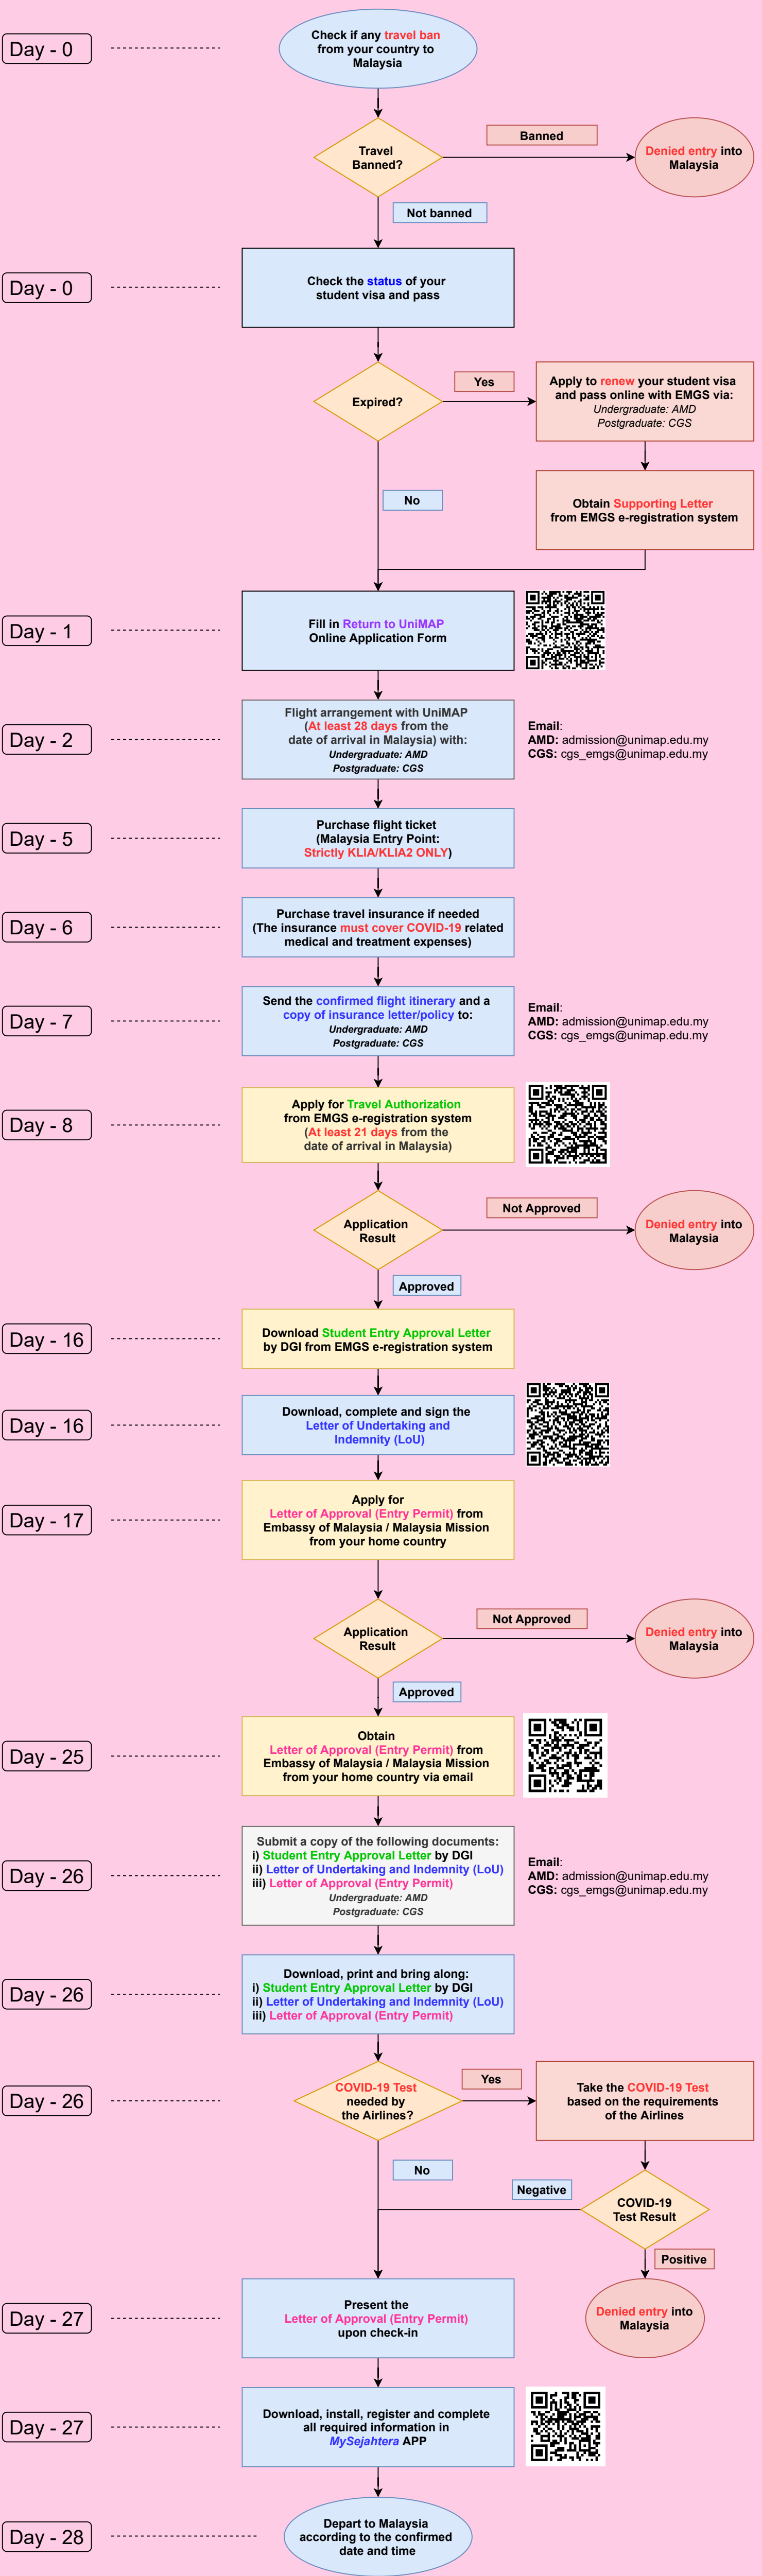 Day - 0
Check if any travel ban
from your country to
Malaysia
Travel
Banned?
Banned
Denied entry into
Malaysia
Not banned
Day - 0
Check the status of your
student visa and pass
Expired?
Yes
Apply to renew your student visa
and pass online with EMGS via:
Undergraduate: AMD
Postgraduate: CGS
No
Obtain Supporting Letter
from EMGS e-registration system
Day - 1
Fill in Return to UniMAP
Online Application Form
Day - 2
Flight arrangement with UniMAP
(At least 28 days from the
date of arrival in Malaysia) with:
Undergraduate: AMD
Postgraduate: CGS
Email:
AMD: admission@unimap.edu.my
CGS: cgs_emgs@unimap.edu.my
Day - 5
Purchase flight ticket
(Malaysia Entry Point:
Strictly KLIA/KLIA2 ONLY)
Day - 6
Purchase travel insurance if needed
(The insurance must cover COVID-19 related
medical and treatment expenses)
Day - 7
Send the confirmed flight itinerary and a
copy of insurance letter/policy to:
Undergraduate: AMD
Postgraduate: CGS
Email:
AMD: admission@unimap.edu.my
CGS: cgs_emgs@unimap.edu.my
Day - 8
Apply for Travel Authorization
from EMGS e-registration system
(At least 21 days from the
date of arrival in Malaysia)
Application
Result
Not Approved
Denied entry into
Malaysia
Approved
Day - 16
Download Student Entry Approval Letter
by DGI from EMGS e-registration system
Day - 16
Download, complete and sign the
Letter of Undertaking and
Indemnity (LoU)
Day - 17
Apply for
Letter of Approval (Entry Permit) from
Embassy of Malaysia / Malaysia Mission
from your home country
Application
Result
Not Approved
Denied entry into
Malaysia
Approved
Day - 25
Obtain
Letter of Approval (Entry Permit) from
Embassy of Malaysia / Malaysia Mission
from your home country via email
Day - 26
Submit a copy of the following documents:
i) Student Entry Approval Letter by DGI
ii) Letter of Undertaking and Indemnity (LoU)
iii) Letter of Approval (Entry Permit)
Undergraduate: AMD
Postgraduate: CGS
Email:
AMD: admission@unimap.edu.my
CGS: cgs_emgs@unimap.edu.my
Day - 26
Download, print and bring along:
i) Student Entry Approval Letter by DGI
ii) Letter of Undertaking and Indemnity (LoU)
iii) Letter of Approval (Entry Permit)
Day - 26
COVID-19 Test
needed by
the Airlines?
Yes
Take the COVID-19 Test
based on the requirements
of the Airlines
No
Negative
COVID-19
Test Result
Positive
Day - 27
Present the
Letter of Approval (Entry Permit)
upon check-in
Denied entry into
Malaysia
Day - 27
Download, install, register and complete
all required information in
MySejahtera APP
Day - 28
Depart to Malaysia
according to the confirmed
date and time